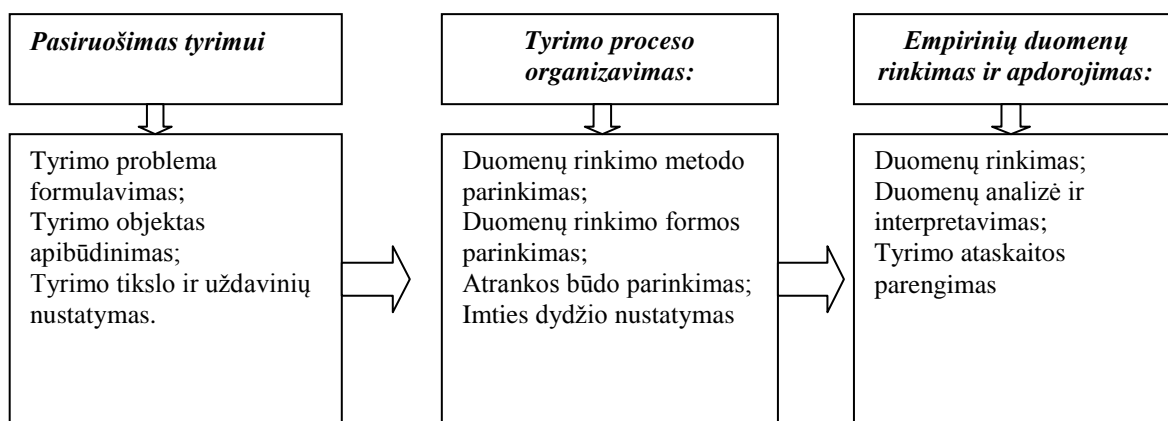 Pasiruošimas tyrimui
Tyrimo problema
formulavimas;
Tyrimo objektas
apibūdinimas;
Tyrimo tikslo ir uždavinių
nustatymas.
Tyrimo proceso
organizavimas:
Duomenų rinkimo metodo
parinkimas;
Duomenų rinkimo formos
parinkimas;
Atrankos būdo parinkimas;
Imties dydžio nustatymas
Empirinių duomenų
rinkimas ir apdorojimas:
Duomenų rinkimas;
Duomenų analizė ir
interpretavimas;
Tyrimo ataskaitos
parengimas